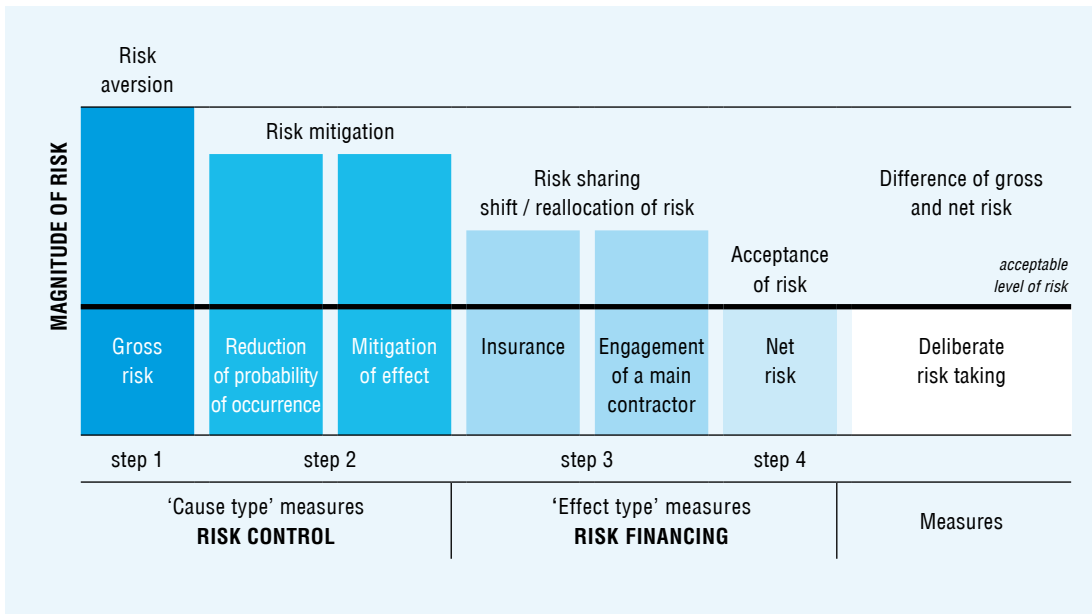 Risk
aversion
MAGNITUDE OF RISK
Risk mitigation
Risk sharing
shift / reallocation of risk
Difference of gross
and net risk
Acceptance
of risk
acceptable
level of risk
Gross
risk
Reduction
of probability
of occurrence
Mitigation
of effect
Insurance
Engagement
of a main
contractor
Net
risk
Deliberate
risk taking
step 1
step 2
step 3
step 4
‘Cause type’ measures
RISK CONTROL
‘Effect type’ measures
RISK FINANCING
Measures